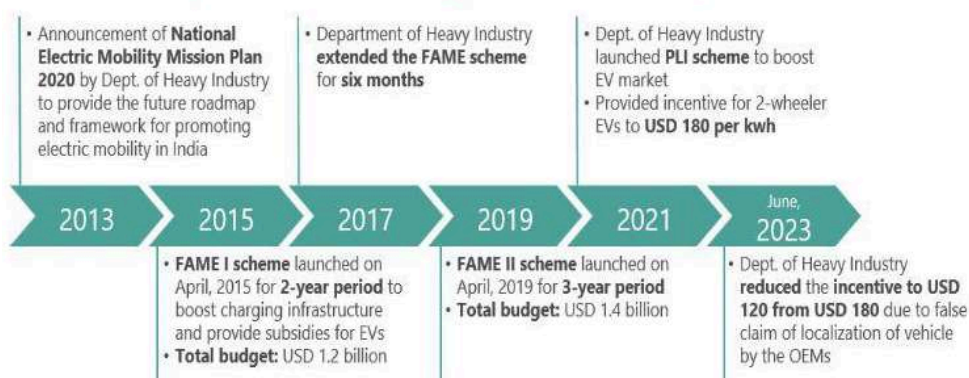 • Announcement of National
Electric Mobility Mission Plan
2020 by Dept. of Heavy Industry
to provide the future roadmap
and framework for promoting
electric mobility in India
• Department of Heavy Industry
extended the FAME scheme
for six months
• Dept. of Heavy Industry
launched PLI scheme to boost
EV market
• Provided incentive for 2-wheeler
EVs to USD 180 per kwh
2013
2015
2017
2019
2021
June,
2023
• FAME I scheme launched on
April, 2015 for 2-year period to
boost charging infrastructure
and provide subsidies for EVs
• Total budget: USD 1.2 billion
• FAME II scheme launched on
April, 2019 for 3-year period
• Total budget: USD 1.4 billion
• Dept. of Heavy Industry
reduced the incentive to USD
120 from USD 180 due to false
claim of localization of vehicle
by the OEMs